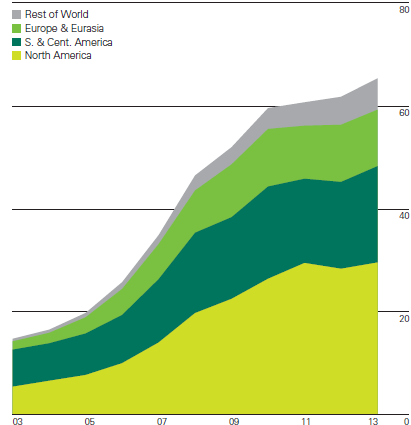 80
Rest of World
Europe & Eurasia
S. & Cent. America
North America
60
40
20
03 05 07 09 11 13 0